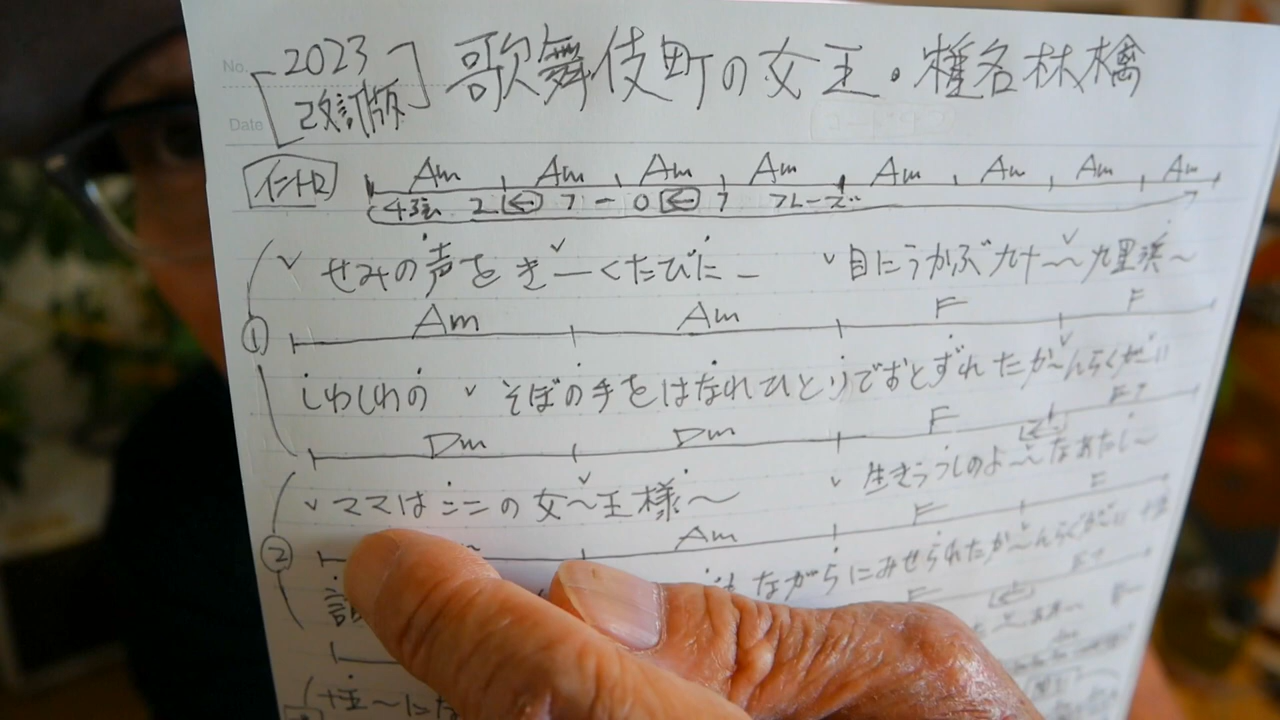 No.
Date
[2023 改訂版] 歌舞伎町の女王・椎名林檎
イントロ Am Am Am Am Am Am Am Am
4弦 2 ← 7 ー 0 ← 7 フレーズ
✓ せみの声をき✓ーくたびにー ✓目にうかぶ九十〜✓〜九里浜〜
① Am Am F F
しわしわの ✓ そぼの手をはなれひとりでおとずれたか〜✓んらくがい
Dm Dm F F7
✓ママはここの女〜✓王様〜 ✓生きうつしのよ〜〜なあたし〜
② Am F F
ながらにみせられたか〜んらくがい
F F7